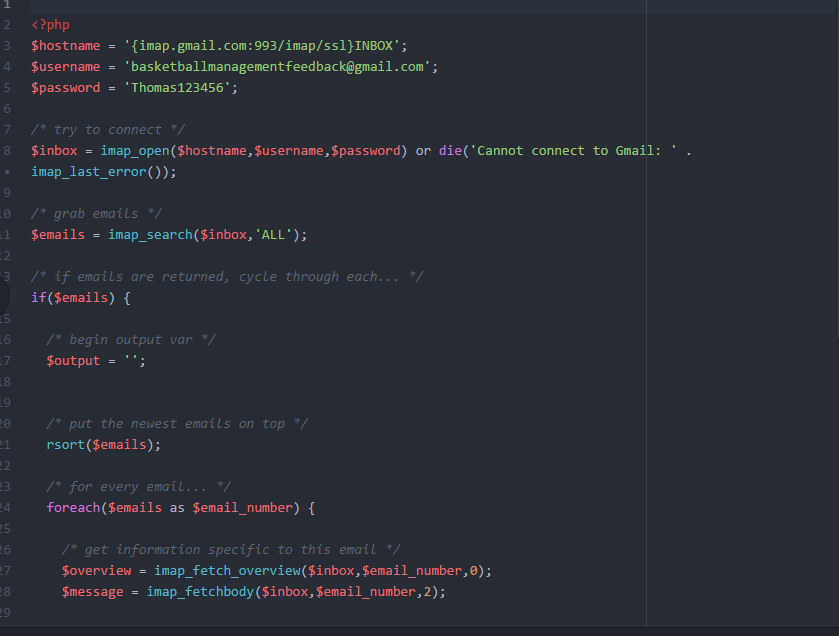 1
2 <?php
3 $hostname = '{imap.gmail.com:993/imap/ssl}INBOX';
4 $username = 'basketballmanagementfeedback@gmail.com';
5 $password = 'Thomas123456';
6
7 /* try to connect */
8 $inbox = imap_open($hostname,$username,$password) or die('Cannot connect to Gmail: ' .
• imap_last_error());
9
10 /* grab emails */
11 $emails = imap_search($inbox,'ALL');
12
3 /* if emails are returned, cycle through each... */
if($emails) {
15
16 /* begin output var */
17 $output = '';
18
19
20 /* put the newest emails on top */
21 rsort($emails);
22
23 /* for every email... */
24 foreach($emails as $email_number) {
25
26 /* get information specific to this email */
27 $overview = imap_fetch_overview($inbox,$email_number,0);
28 $message = imap_fetchbody($inbox,$email_number,2);
29